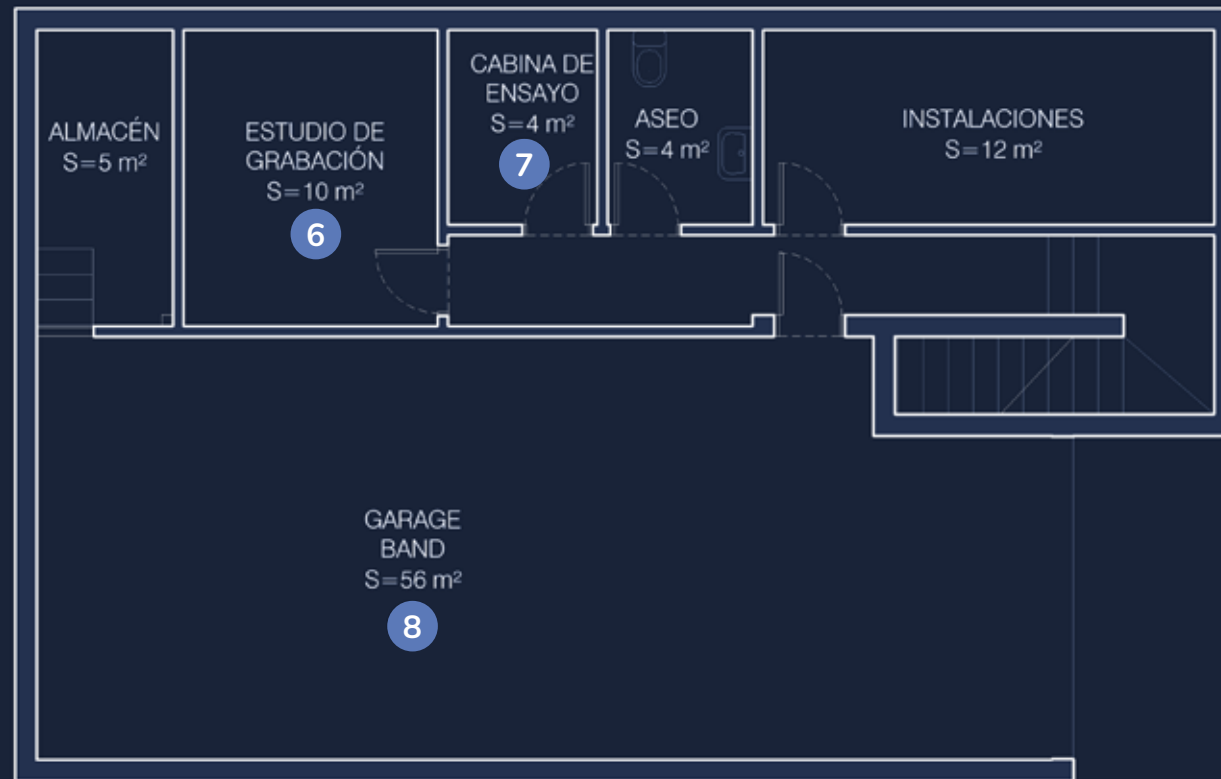 ALMACÉN
S=5 m²
ESTUDIO DE
GRABACIÓN
S=10 m²
6
CABINA DE
ENSAYO
S=4 m²
7
ASEO
S=4 m²
INSTALACIONES
S=12 m²
GARAGE
BAND
S=56 m²
8